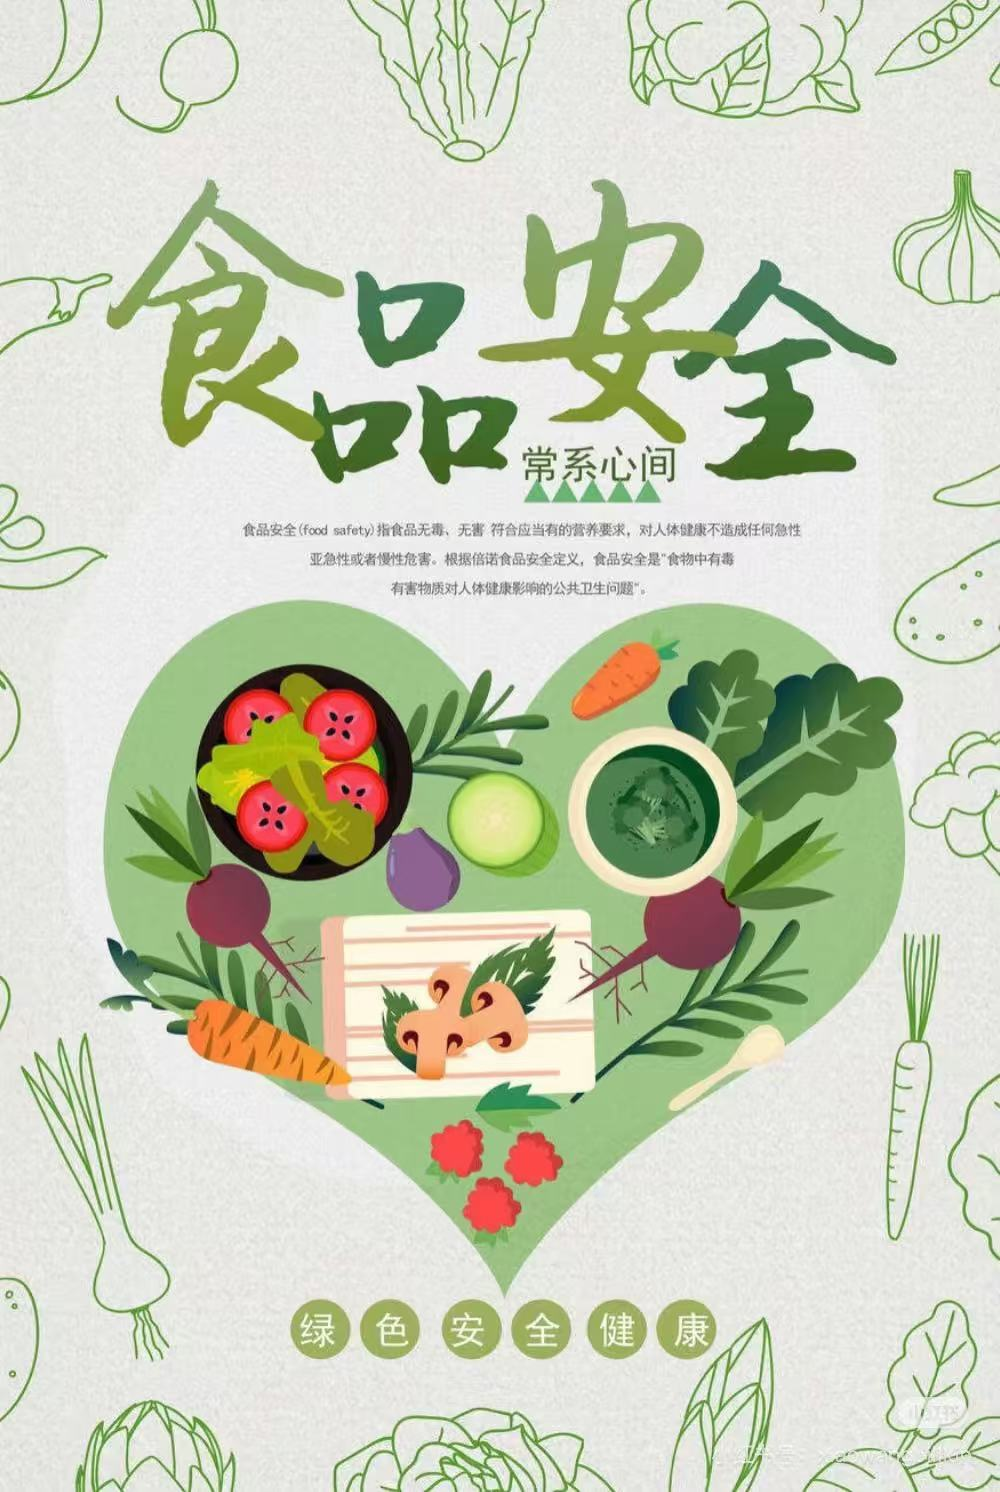 食品安全
常系心间
食品安全(food safety)指食品无毒、无害 符合应当有的营养要求，对人体健康不造成任何急性
亚急性或者慢性危害。根据倍诺食品安全定义，食品安全是"食物中有毒
有害物质对人体健康影响的公共卫生问题"。
绿色安全健康
小红书